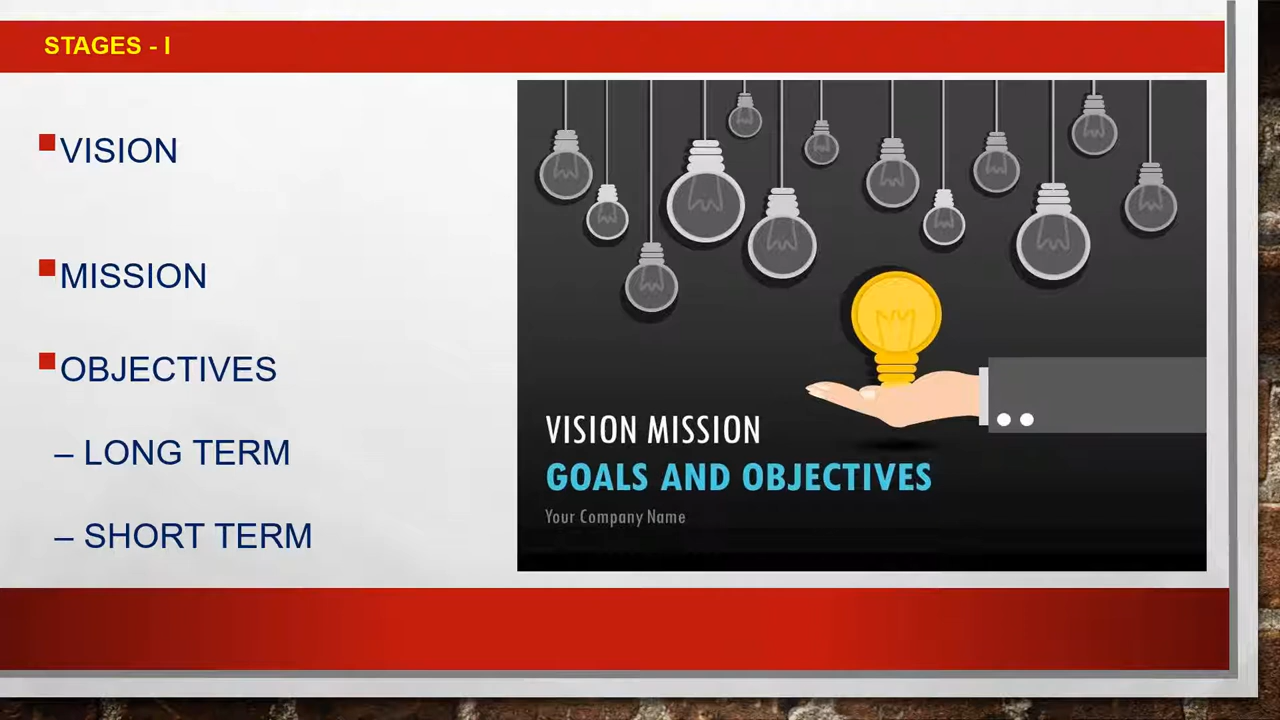 STAGES - I
VISION
MISSION
OBJECTIVES
– LONG TERM
– SHORT TERM
VISION MISSION
GOALS AND OBJECTIVES
Your Company Name